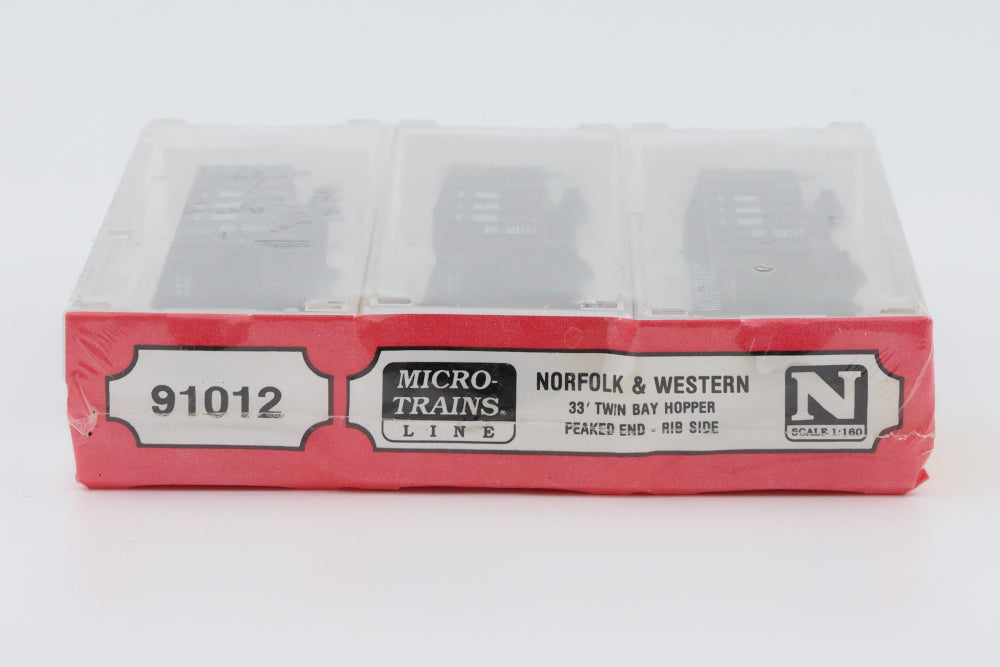 91012
MICRO-
TRAINS®
LINE
NORFOLK & WESTERN
33' TWIN BAY HOPPER
PEAKED END - RIB SIDE
N
SCALE 1:160